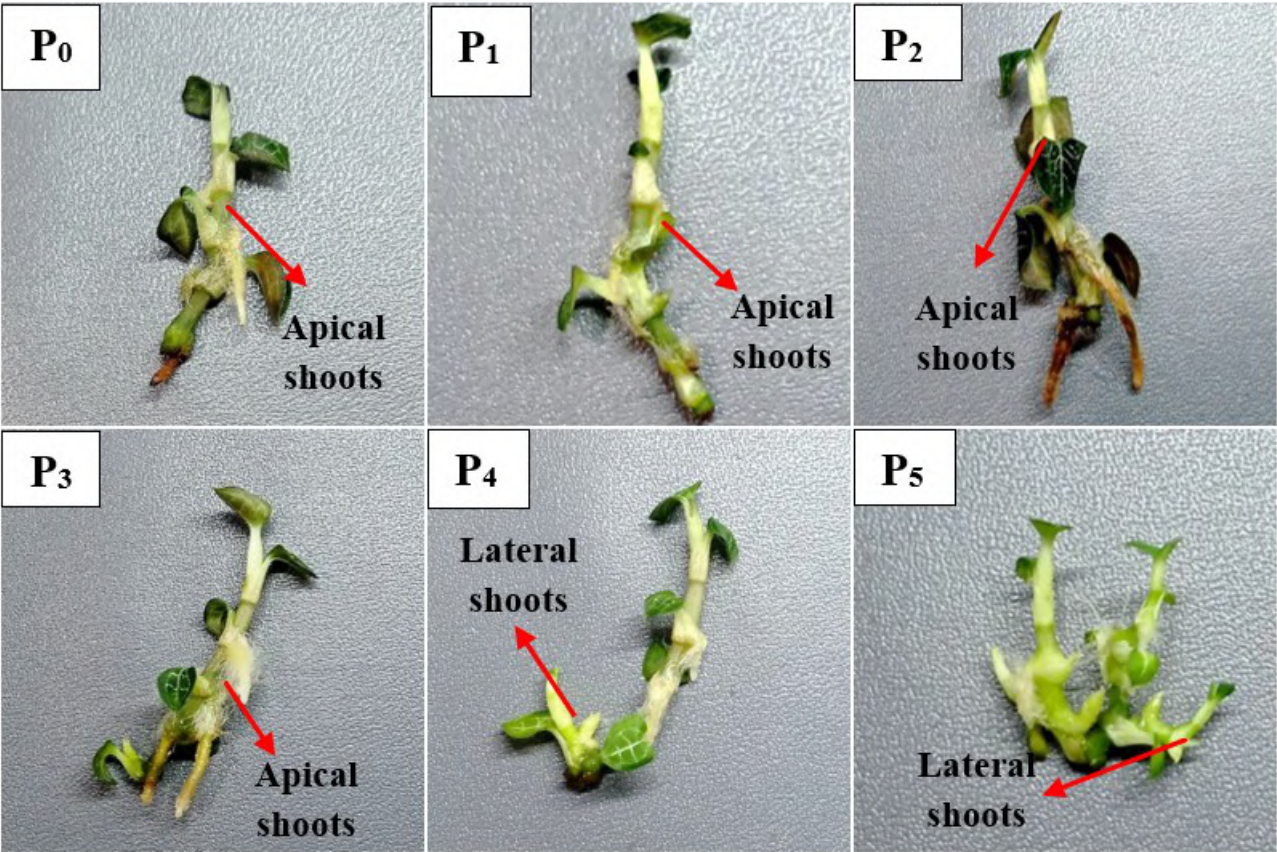 P₀
Apical
shoots
P₁
Apical
shoots
P₂
Apical
shoots
P₃
Apical
shoots
P₄
Lateral
shoots
P₅
Lateral
shoots